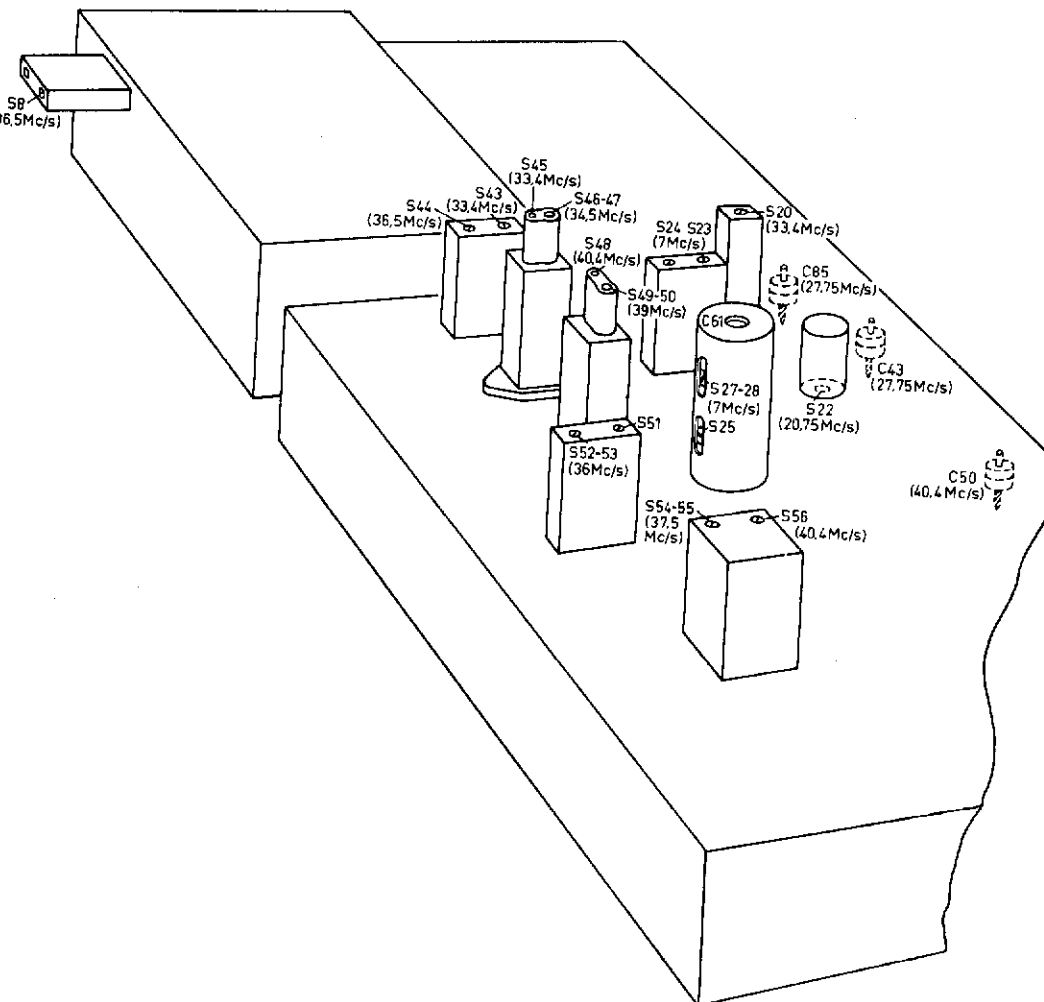 S8
6,5Mc/s)
S44
(36,5Mc/s)
S43
(33,4Mc/s)
S45
(33,4Mc/s)
S46-47
(34,5Mc/s)
S48
(40,4Mc/s)
S49-50
(39Mc/s)
S24 S23
(7Mc/s)
S20
(33,4Mc/s)
C85
(27,75Mc/s)
C61
C43
(27,75Mc/s)
S27-28
(7Mc/s)
S22
(20,75Mc/s)
S25
S51
S52-53
(36Mc/s)
C50
(40,4Mc/s)
S54-55
(37,5
Mc/s)
S56
(40,4Mc/s)